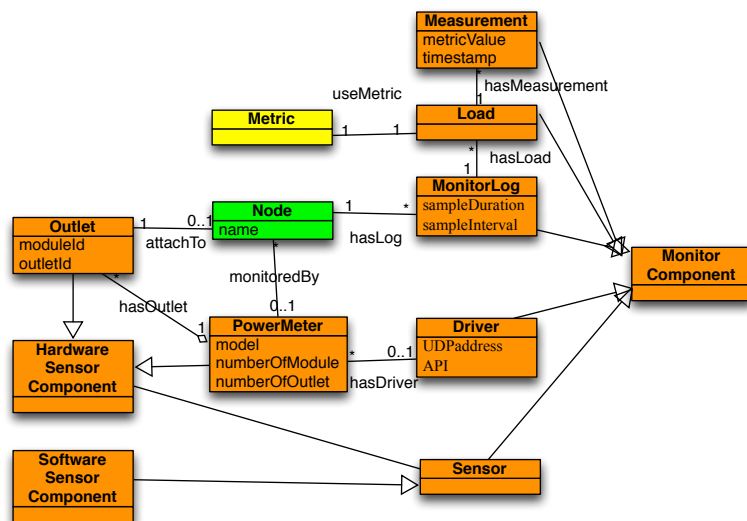 Measurement
metricValue
timestamp
*
hasMeasurement
useMetric
1
Metric
1
1
Load
*
hasLoad
1
MonitorLog
sampleDuration
sampleInterval
Node
name
1
*
hasLog
Outlet
moduleId
outletId
1
0..1
attachTo
*
monitoredBy
0..1
Monitor
Component
*
hasOutlet
1
PowerMeter
model
numberOfModule
numberOfOutlet
*
0..1
hasDriver
Driver
UDPaddress
API
Hardware
Sensor
Component
Software
Sensor
Component
Sensor